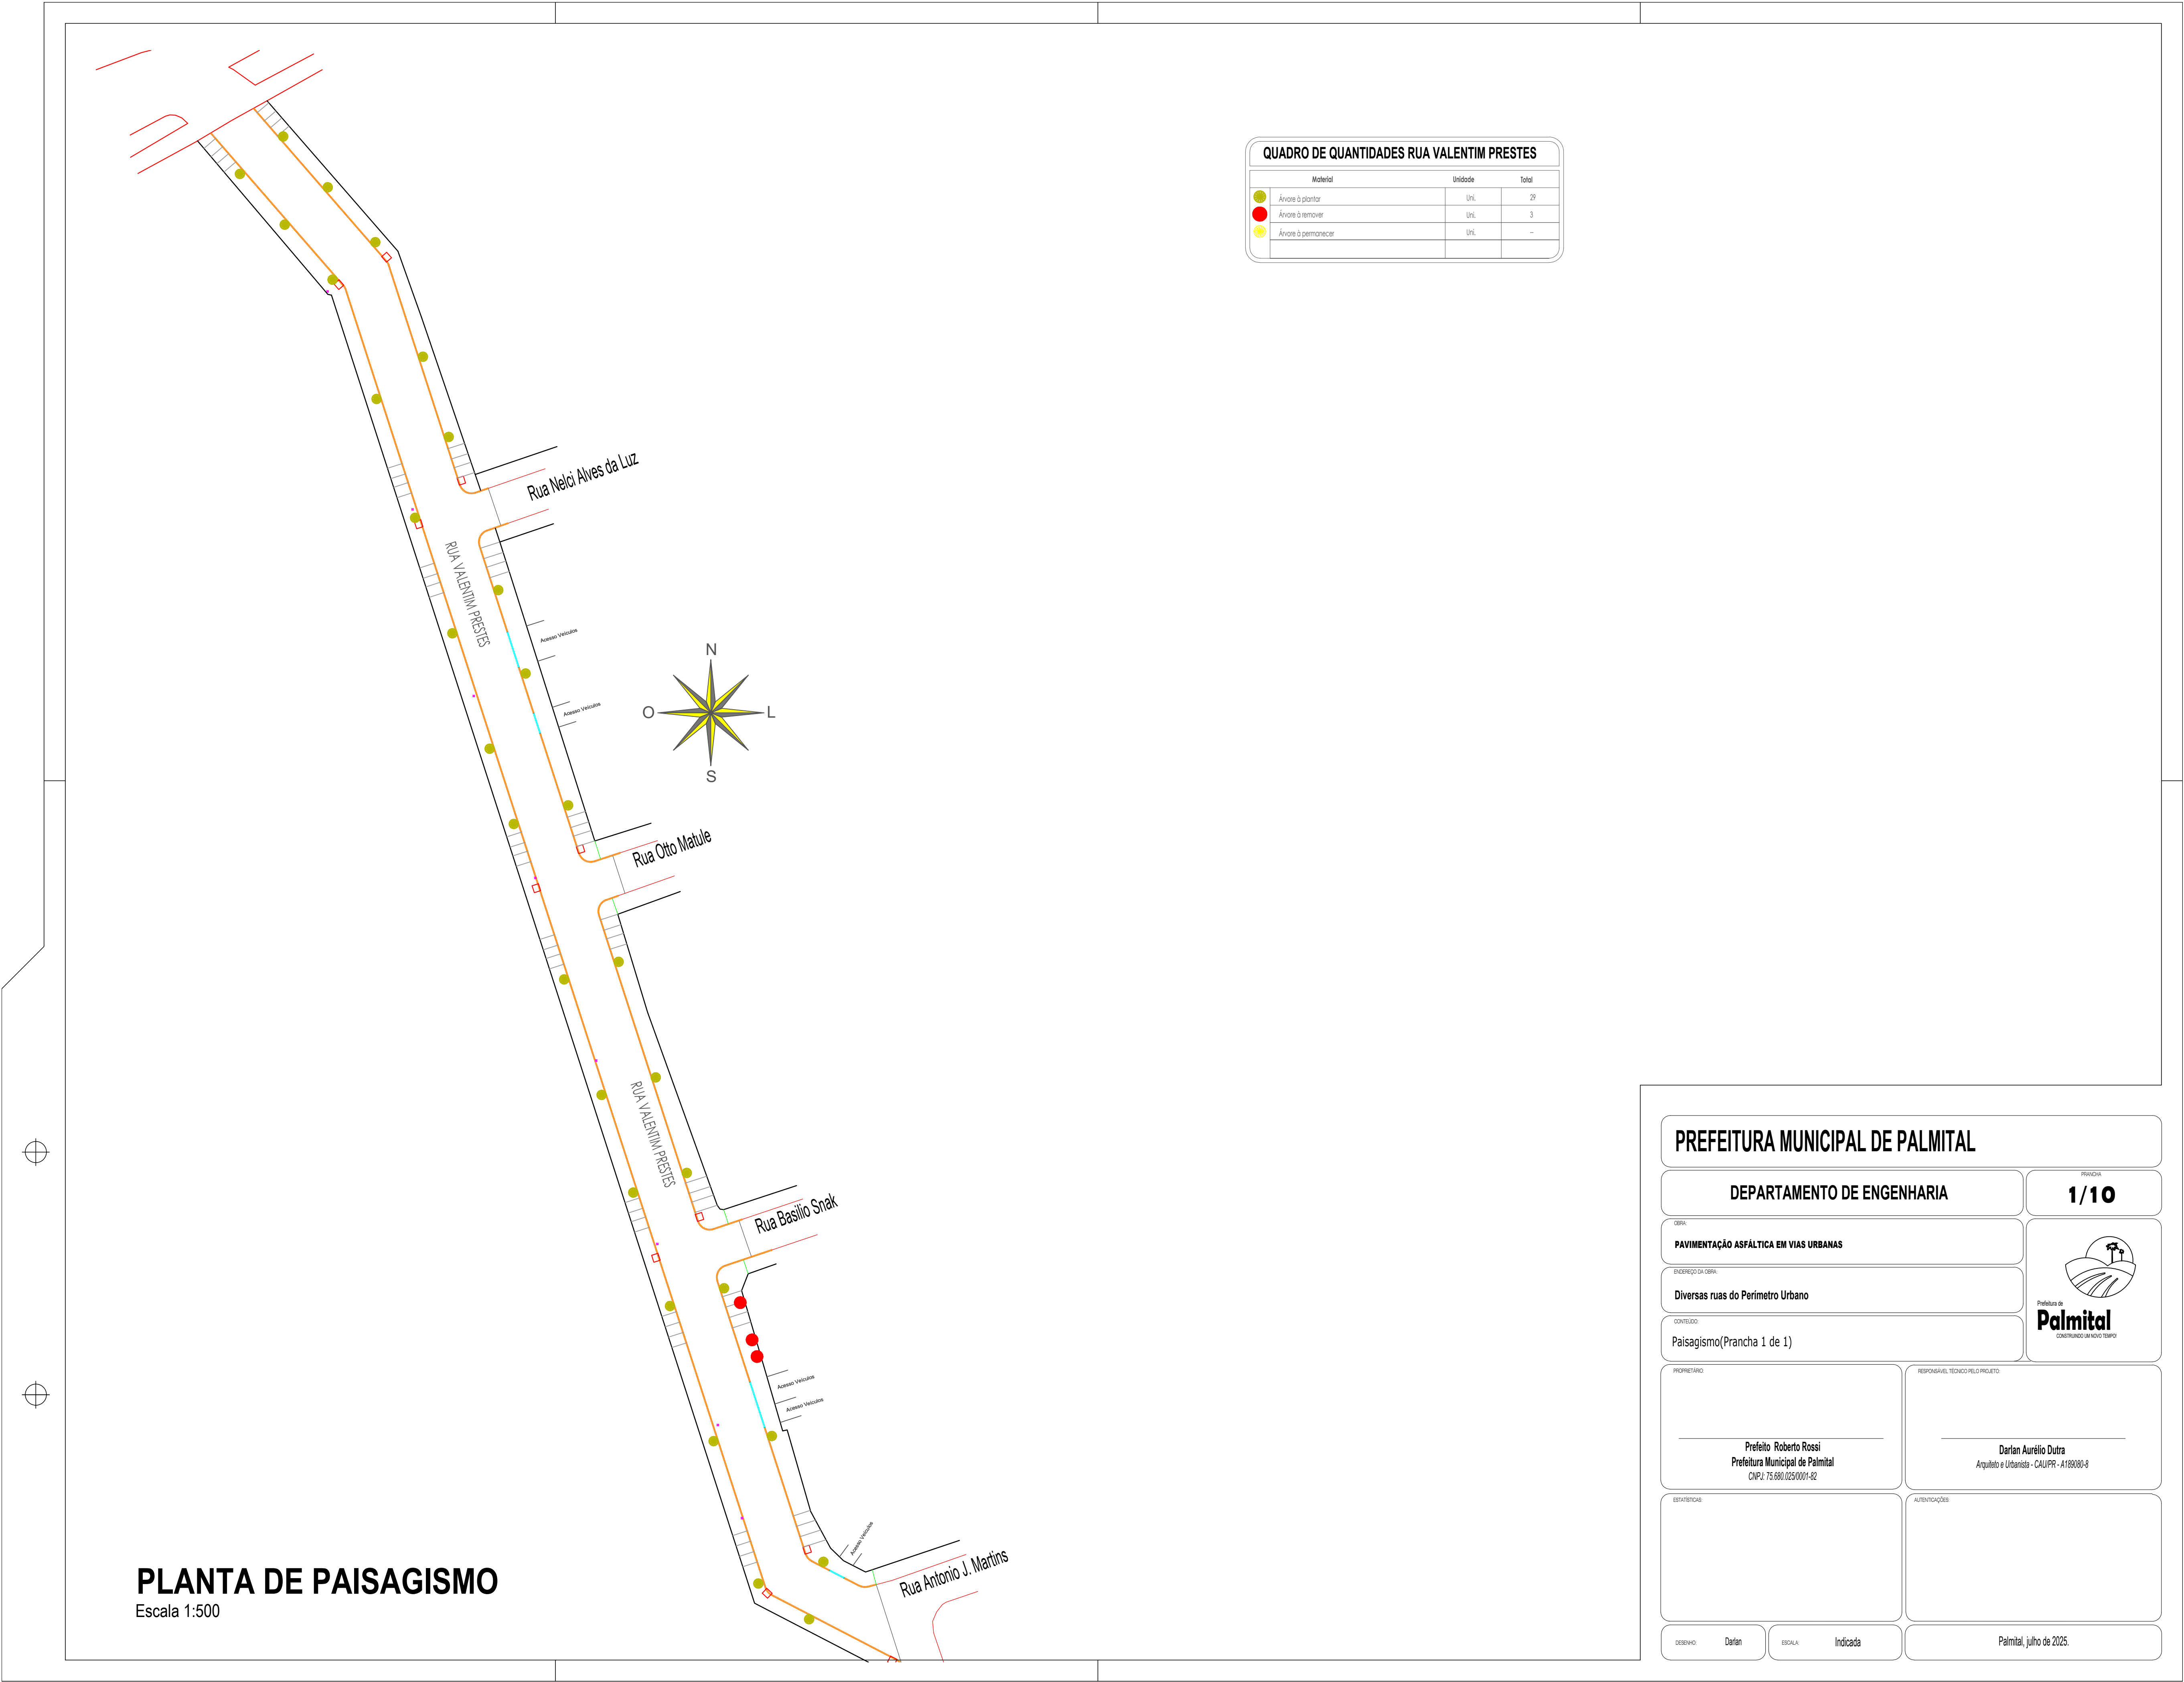 QUADRO DE QUANTIDADES RUA VALENTIM PRESTES
Material Unidade Total
Árvore à plantar Uni. 29
Árvore à remover Uni. 3
Árvore à permanecer Uni. --
Rua Nelci Alves da Luz
RUA VALENTIM PRESTES
Acesso Veículos
Acesso Veículos
N
O
L
S
Rua Otto Matule
RUA VALENTIM PRESTES
Rua Basilio Snak
Acesso Veículos
Acesso Veículos
Acesso Veículos
Rua Antonio J. Martins
PLANTA DE PAISAGISMO
Escala 1:500
PREFEITURA MUNICIPAL DE PALMITAL
DEPARTAMENTO DE ENGENHARIA
PRANCHA
1/10
OBRA:
PAVIMENTAÇÃO ASFÁLTICA EM VIAS URBANAS
ENDEREÇO DA OBRA:
Diversas ruas do Perímetro Urbano
CONTEÚDO:
Paisagismo(Prancha 1 de 1)
Prefeitura de
Palmital
CONSTRUINDO UM NOVO TEMPO!
PROPRIETÁRIO:
Prefeito Roberto Rossi
Prefeitura Municipal de Palmital
CNPJ: 75.680.025/0001-82
RESPONSÁVEL TÉCNICO PELO PROJETO:
Darlan Aurélio Dutra
Arquiteto e Urbanista - CAU/PR - A189080-8
ESTATÍSTICAS:
AUTENTICAÇÕES:
DESENHO: Darlan
ESCALA: Indicada
Palmital, julho de 2025.